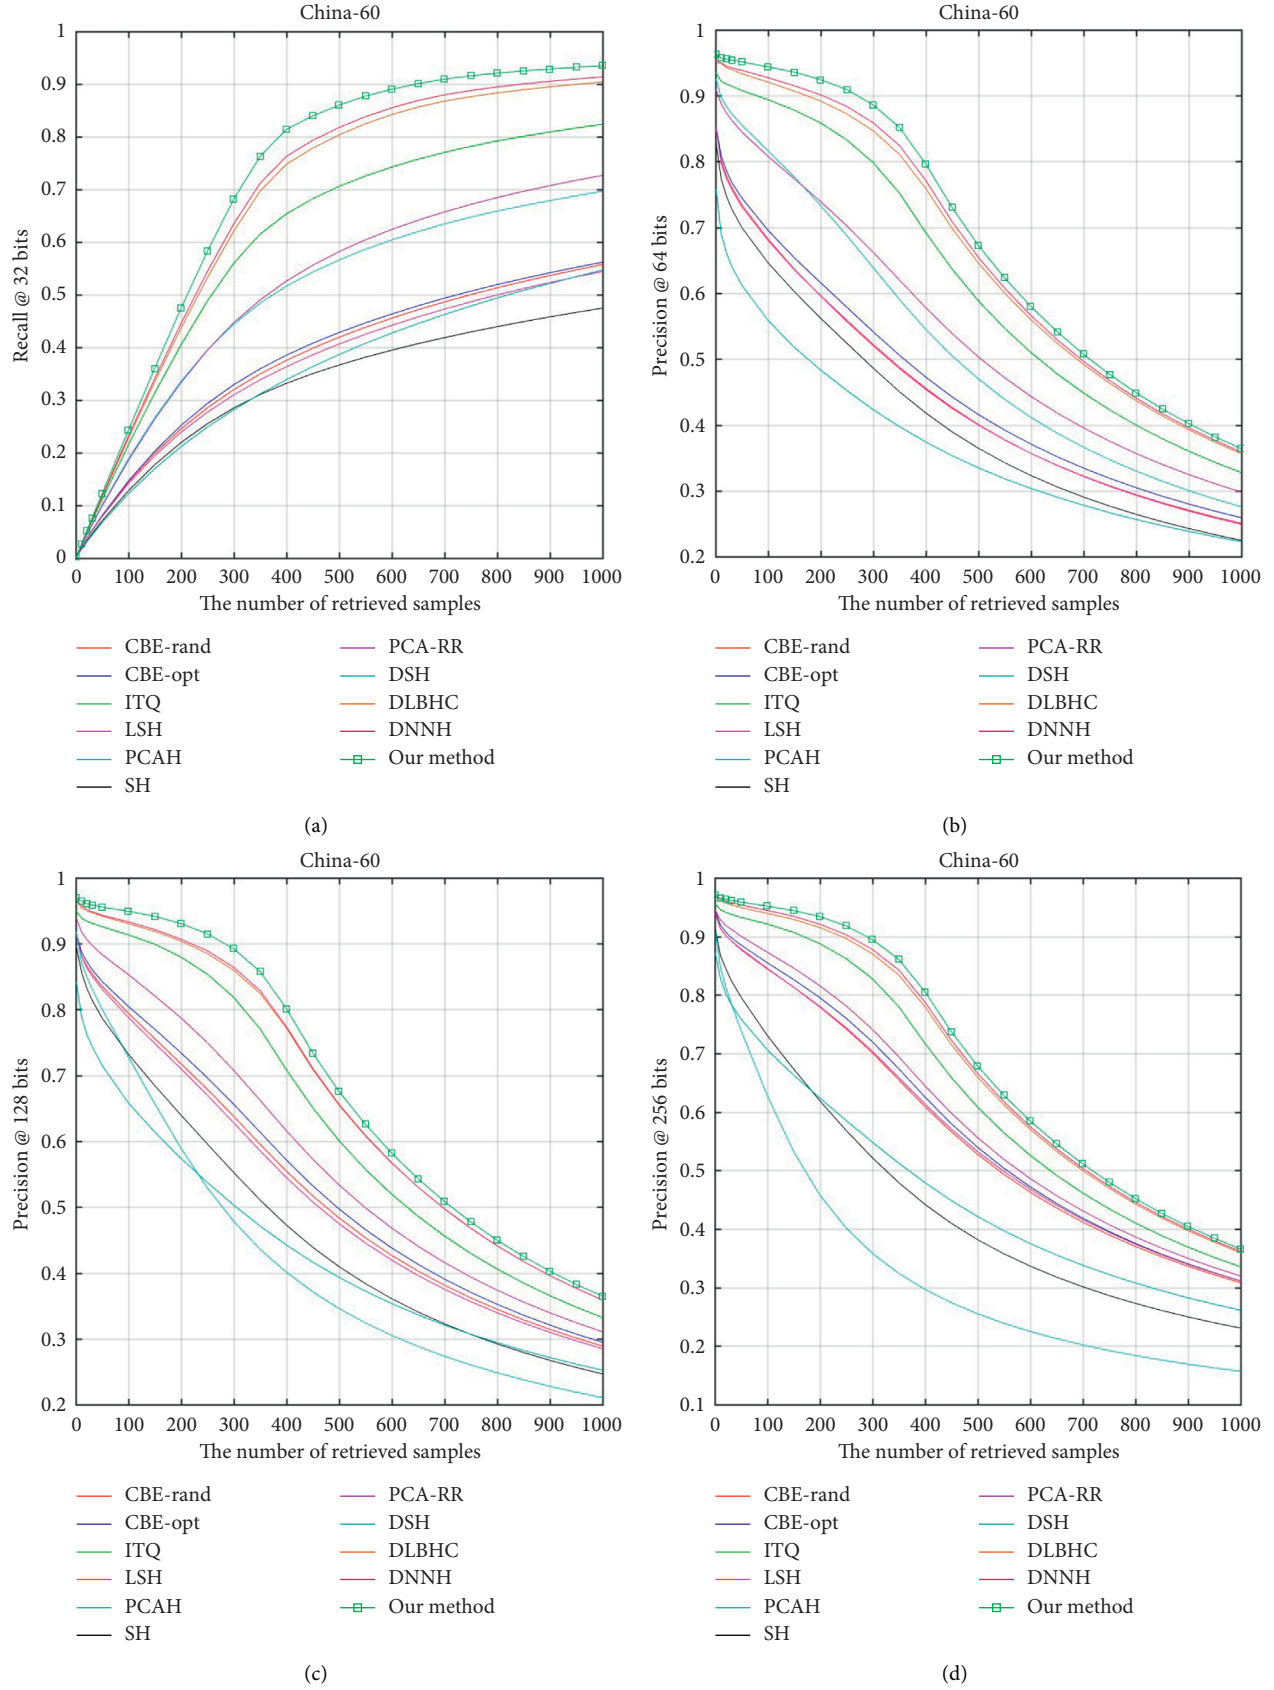 China-60
Recall @ 32 bits
1
0.9
0.8
0.7
0.6
0.5
0.4
0.3
0.2
0.1
0
0 100 200 300 400 500 600 700 800 900 1000
The number of retrieved samples
CBE-rand
CBE-opt
ITQ
LSH
PCAH
SH
PCA-RR
DSH
DLBHC
DNNH
Our method
(a)
China-60
Precision @ 64 bits
1
0.9
0.8
0.7
0.6
0.5
0.4
0.3
0.2
0 100 200 300 400 500 600 700 800 900 1000
The number of retrieved samples
CBE-rand
CBE-opt
ITQ
LSH
PCAH
SH
PCA-RR
DSH
DLBHC
DNNH
Our method
(b)
China-60
Precision @ 128 bits
1
0.9
0.8
0.7
0.6
0.5
0.4
0.3
0.2
0 100 200 300 400 500 600 700 800 900 1000
The number of retrieved samples
CBE-rand
CBE-opt
ITQ
LSH
PCAH
SH
PCA-RR
DSH
DLBHC
DNNH
Our method
(c)
China-60
Precision @ 256 bits
1
0.9
0.8
0.7
0.6
0.5
0.4
0.3
0.2
0.1
0 100 200 300 400 500 600 700 800 900 1000
The number of retrieved samples
CBE-rand
CBE-opt
ITQ
LSH
PCAH
SH
PCA-RR
DSH
DLBHC
DNNH
Our method
(d)